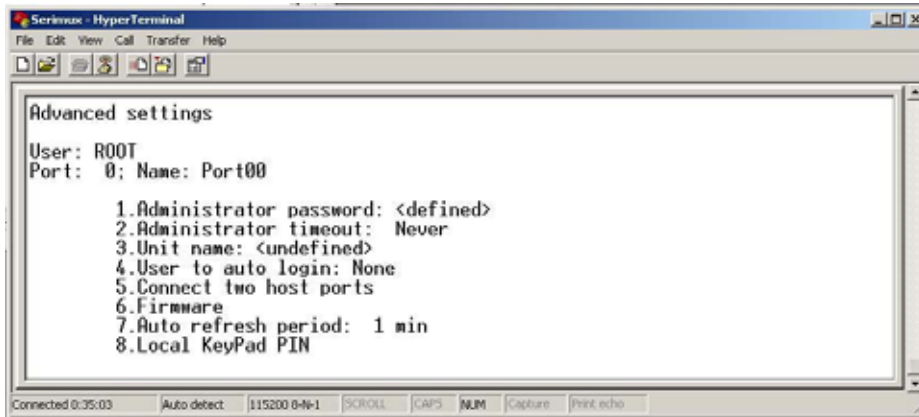 Serimux - HyperTerminal
File Edit View Call Transfer Help
Advanced settings
User: ROOT
Port: 0; Name: Port00
1.Administrator password: <defined>
2.Administrator timeout: Never
3.Unit name: <undefined>
4.User to auto login: None
5.Connect two host ports
6.Firmware
7.Auto refresh period: 1 min
8.Local KeyPad PIN
Connected 0:35:03 Auto detect 115200 8-N-1 SCROLL CAPS NUM Capture Print echo